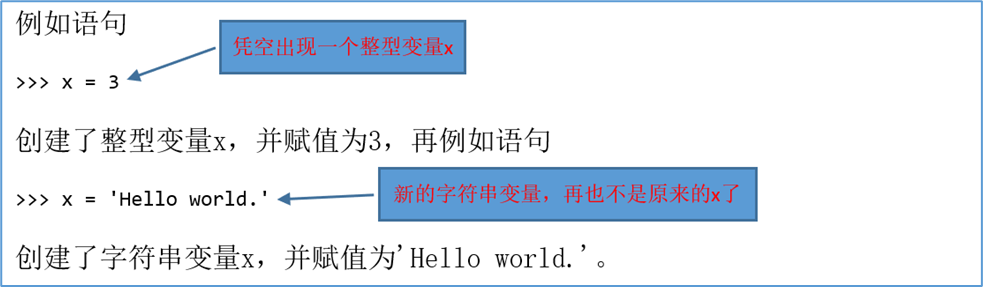 例如语句
凭空出现一个整型变量x
>>> x = 3
创建了整型变量x，并赋值为3，再例如语句
新的字符串变量，再也不是原来的x了
>>> x = 'Hello world.'
创建了字符串变量x，并赋值为'Hello world.'。